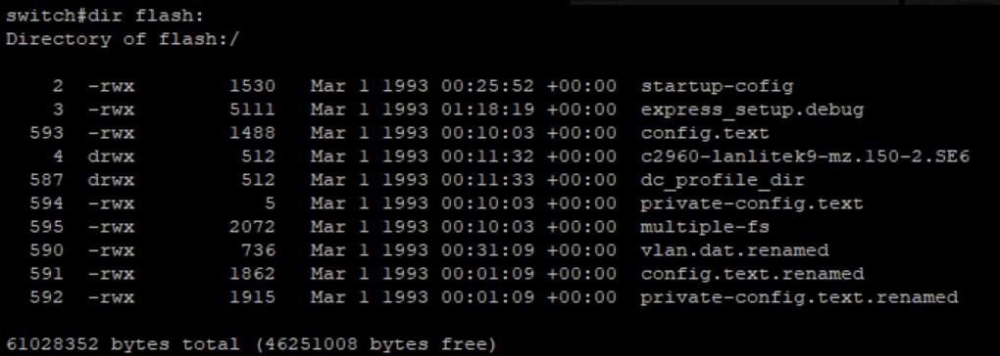 switch#dir flash:
Directory of flash:/
2 -rwx 1530 Mar 1 1993 00:25:52 +00:00 startup-cofig
3 -rwx 5111 Mar 1 1993 01:18:19 +00:00 express_setup.debug
593 -rwx 1488 Mar 1 1993 00:10:03 +00:00 config.text
4 drwx 512 Mar 1 1993 00:11:32 +00:00 c2960-lanlitek9-mz.150-2.SE6
587 drwx 512 Mar 1 1993 00:11:33 +00:00 dc_profile_dir
594 -rwx 5 Mar 1 1993 00:10:03 +00:00 private-config.text
595 -rwx 2072 Mar 1 1993 00:10:03 +00:00 multiple-fs
590 -rwx 736 Mar 1 1993 00:31:09 +00:00 vlan.dat.renamed
591 -rwx 1862 Mar 1 1993 00:01:09 +00:00 config.text.renamed
592 -rwx 1915 Mar 1 1993 00:01:09 +00:00 private-config.text.renamed
61028352 bytes total (46251008 bytes free)